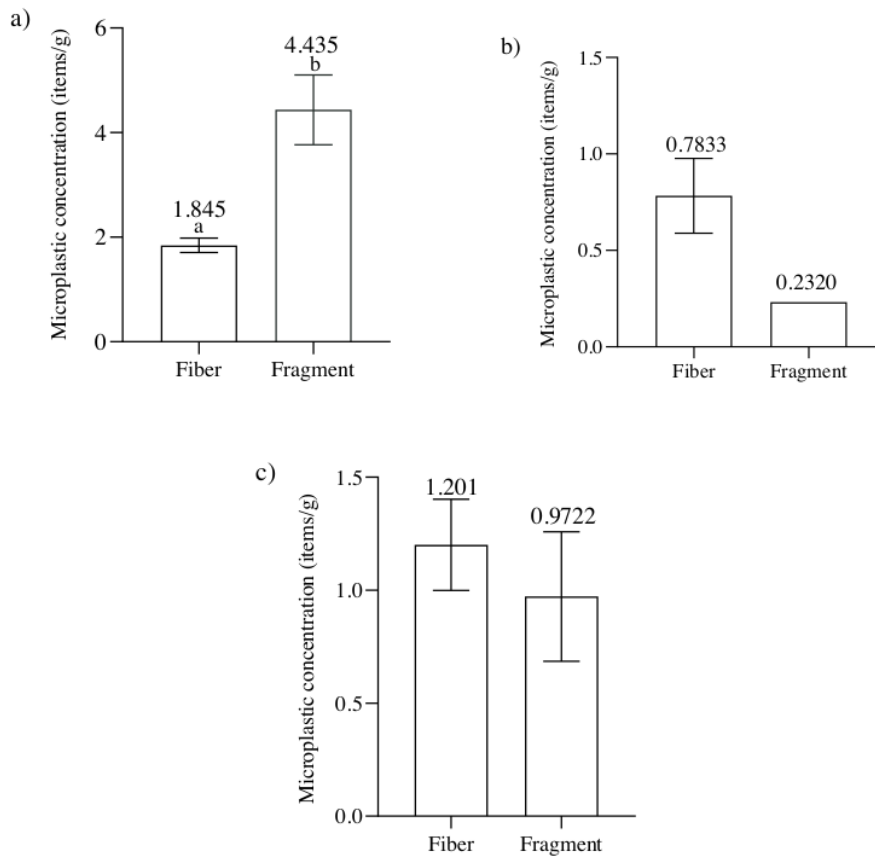 a)
Microplastic concentration (items/g)
6
4
2
0
1.845
a
4.435
b
Fiber
Fragment
b)
Microplastic concentration (items/g)
1.5
1.0
0.5
0.0
0.7833
0.2320
Fiber
Fragment
c)
Microplastic concentration (items/g)
1.5
1.0
0.5
0.0
1.201
0.9722
Fiber
Fragment